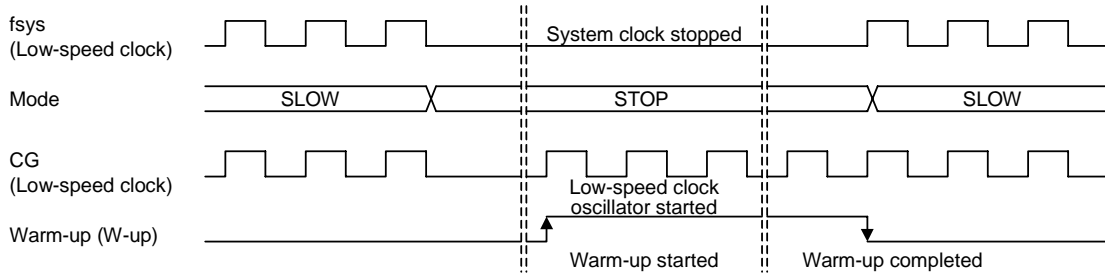 fsys
(Low-speed clock)
System clock stopped
Mode
SLOW
STOP
SLOW
CG
(Low-speed clock)
Low-speed clock
oscillator started
Warm-up (W-up)
Warm-up started
Warm-up completed